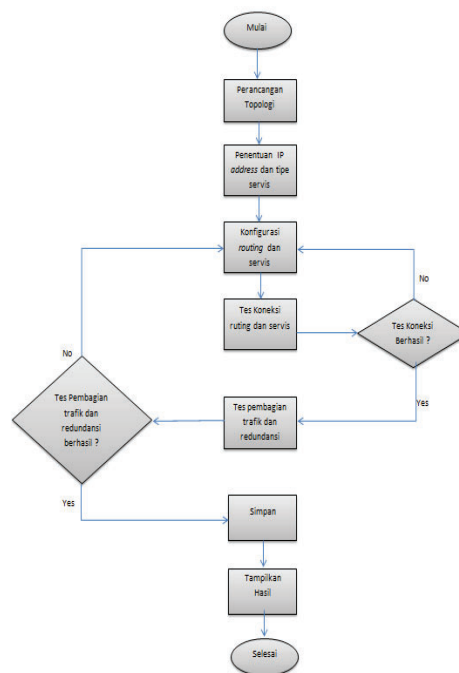 Mulai
Perancangan
Topologi
Penentuan IP
address dan tipe
servis
Konfigurasi
routing dan
servis
No
Tes Koneksi
ruting dan servis
Tes Koneksi
Berhasil ?
No
Yes
Tes Pembagian
trafik dan
redundansi
berhasil ?
Tes pembagian
trafik dan
redundansi
Yes
Simpan
Tampilkan
Hasil
Selesai